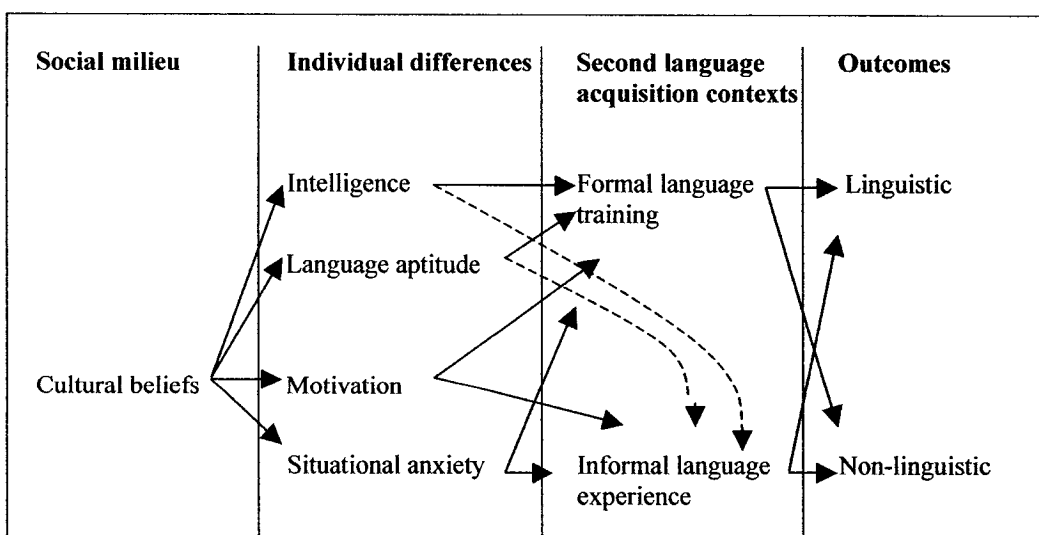 Social milieu
Individual differences
Second language
acquisition contexts
Outcomes
Intelligence
Formal language
training
Linguistic
Language aptitude
Cultural beliefs
Motivation
Situational anxiety
Informal language
experience
Non-linguistic